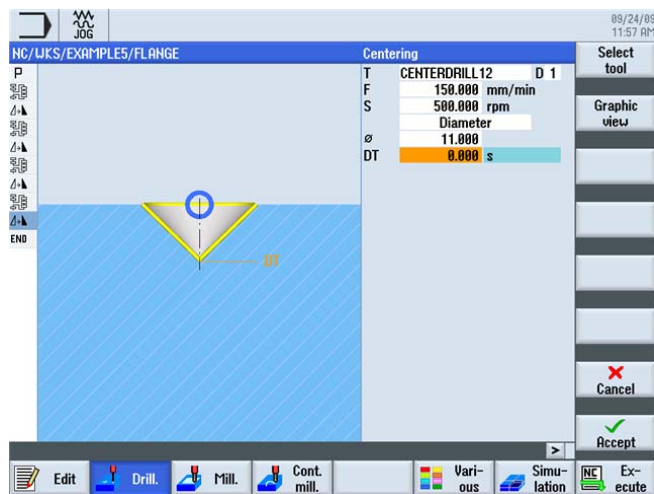 JOG
09/24/09
11:57 AM
NC/WKS/EXAMPLE5/FLANGE
Centering
Select
tool
P
T CENTERDRILL12 D 1
F 150.000 mm/min
S 500.000 rpm
Diameter
ø 11.000
DT 0.000 s
Graphic
view
END
DT
Cancel
Accept
>
Edit
Drill.
Mill.
Cont.
mill.
Vari-
ous
Simu-
lation
NC
Ex-
ecute